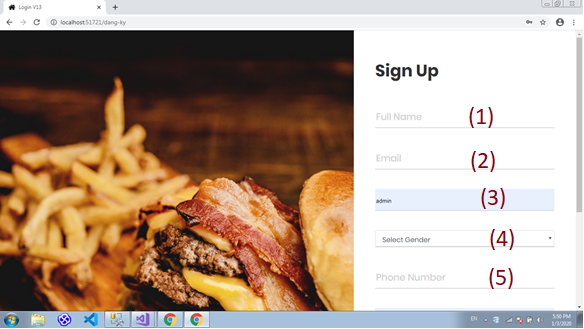 Login V13
localhost:51721/dang-ky
Sign Up
Full Name (1)
Email (2)
admin (3)
Select Gender (4)
Phone Number (5)
EN
5:50 PM
1/3/2020